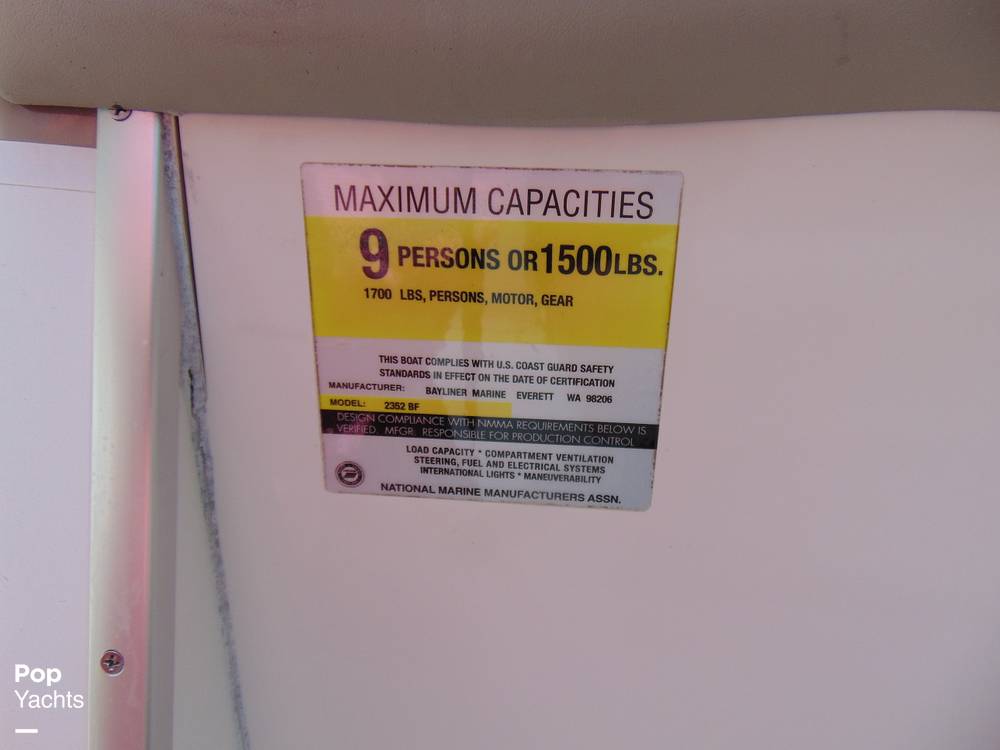 MAXIMUM CAPACITIES
9 PERSONS OR 1500 LBS.
1700 LBS, PERSONS, MOTOR, GEAR
THIS BOAT COMPLIES WITH U.S. COAST GUARD SAFETY
STANDARDS IN EFFECT ON THE DATE OF CERTIFICATION
MANUFACTURER: BAYLINER MARINE EVERETT WA 98206
MODEL: 2352 BF
DESIGN COMPLIANCE WITH NMMA REQUIREMENTS BELOW IS
VERIFIED. MFGR. RESPONSIBLE FOR PRODUCTION CONTROL
LOAD CAPACITY * COMPARTMENT VENTILATION
STEERING, FUEL AND ELECTRICAL SYSTEMS
INTERNATIONAL LIGHTS * MANEUVERABILITY
NATIONAL MARINE MANUFACTURERS ASSN.
Pop
Yachts